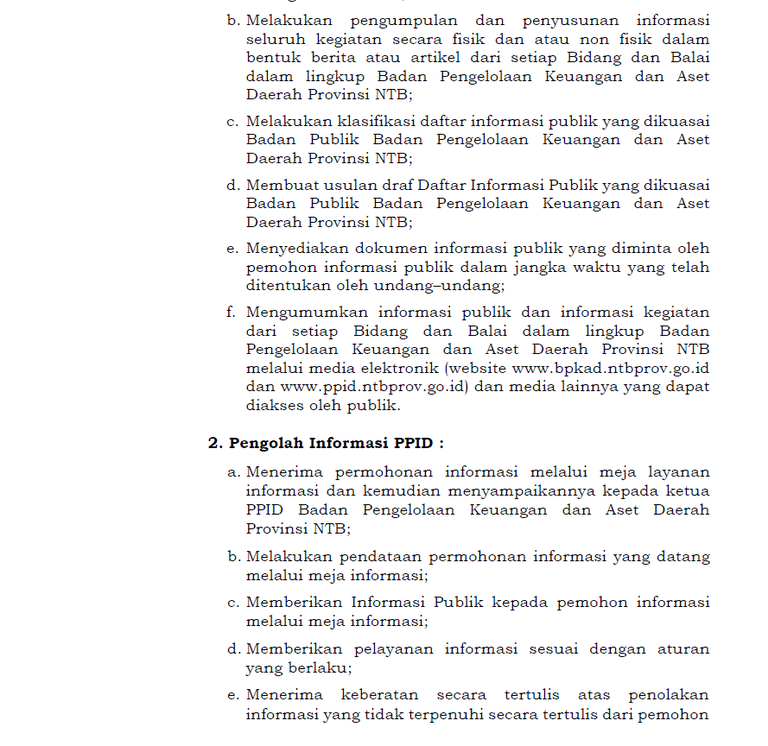 b. Melakukan pengumpulan dan penyusunan informasi
seluruh kegiatan secara fisik dan atau non fisik dalam
bentuk berita atau artikel dari setiap Bidang dan Balai
dalam lingkup Badan Pengelolaan Keuangan dan Aset
Daerah Provinsi NTB;
c. Melakukan klasifikasi daftar informasi publik yang dikuasai
Badan Publik Badan Pengelolaan Keuangan dan Aset
Daerah Provinsi NTB;
d. Membuat usulan draf Daftar Informasi Publik yang dikuasai
Badan Publik Badan Pengelolaan Keuangan dan Aset
Daerah Provinsi NTB;
e. Menyediakan dokumen informasi publik yang diminta oleh
pemohon informasi publik dalam jangka waktu yang telah
ditentukan oleh undang–undang;
f. Mengumumkan informasi publik dan informasi kegiatan
dari setiap Bidang dan Balai dalam lingkup Badan
Pengelolaan Keuangan dan Aset Daerah Provinsi NTB
melalui media elektronik (website www.bpkad.ntbprov.go.id
dan www.ppid.ntbprov.go.id) dan media lainnya yang dapat
diakses oleh publik.
2. Pengolah Informasi PPID :
a. Menerima permohonan informasi melalui meja layanan
informasi dan kemudian menyampaikannya kepada ketua
PPID Badan Pengelolaan Keuangan dan Aset Daerah
Provinsi NTB;
b. Melakukan pendataan permohonan informasi yang datang
melalui meja informasi;
c. Memberikan Informasi Publik kepada pemohon informasi
melalui meja informasi;
d. Memberikan pelayanan informasi sesuai dengan aturan
yang berlaku;
e. Menerima keberatan secara tertulis atas penolakan
informasi yang tidak terpenuhi secara tertulis dari pemohon